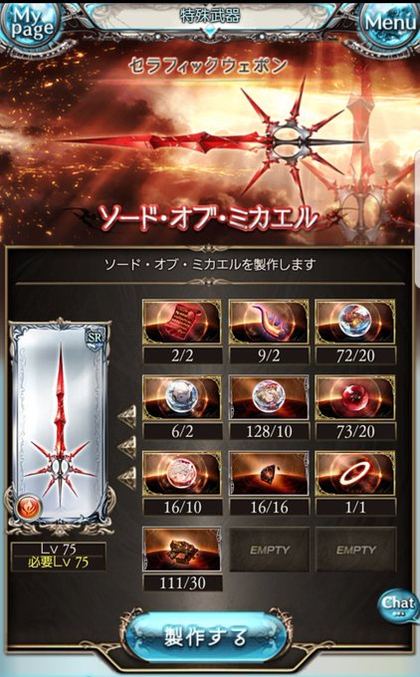 My page
特殊武器
Menu
セラフィックウェポン
ソード・オブ・ミカエル
ソード・オブ・ミカエルを製作します
SR
2/2
9/2
72/20
6/2
128/10
73/20
16/10
16/16
1/1
Lv 75
必要Lv 75
111/30
EMPTY
EMPTY
Chat
製作する